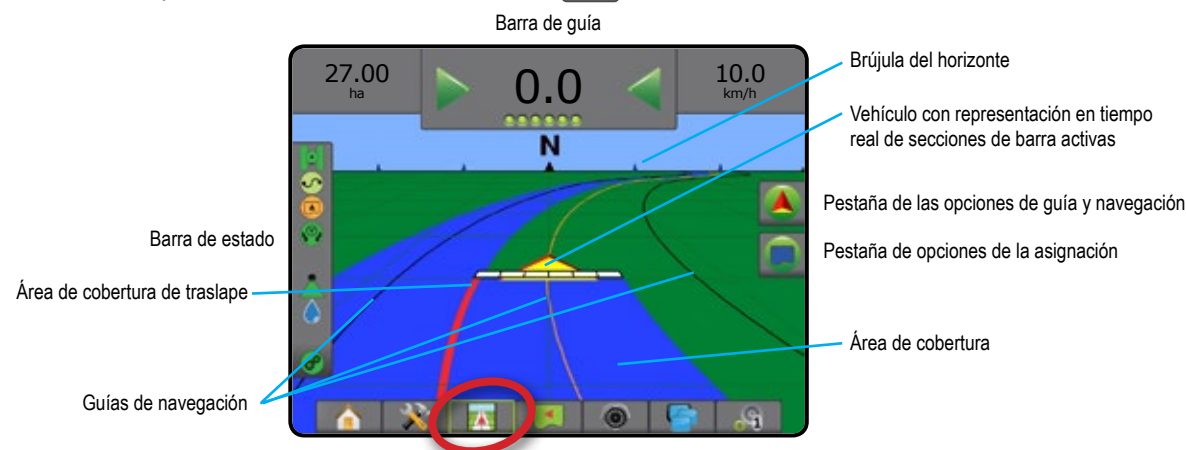 Barra de guía
27.00
ha
0.0
10.0
km/h
N
Brújula del horizonte
Vehículo con representación en tiempo
real de secciones de barra activas
Pestaña de las opciones de guía y navegación
Barra de estado
Pestaña de opciones de la asignación
Área de cobertura de traslape
Área de cobertura
Guías de navegación
1